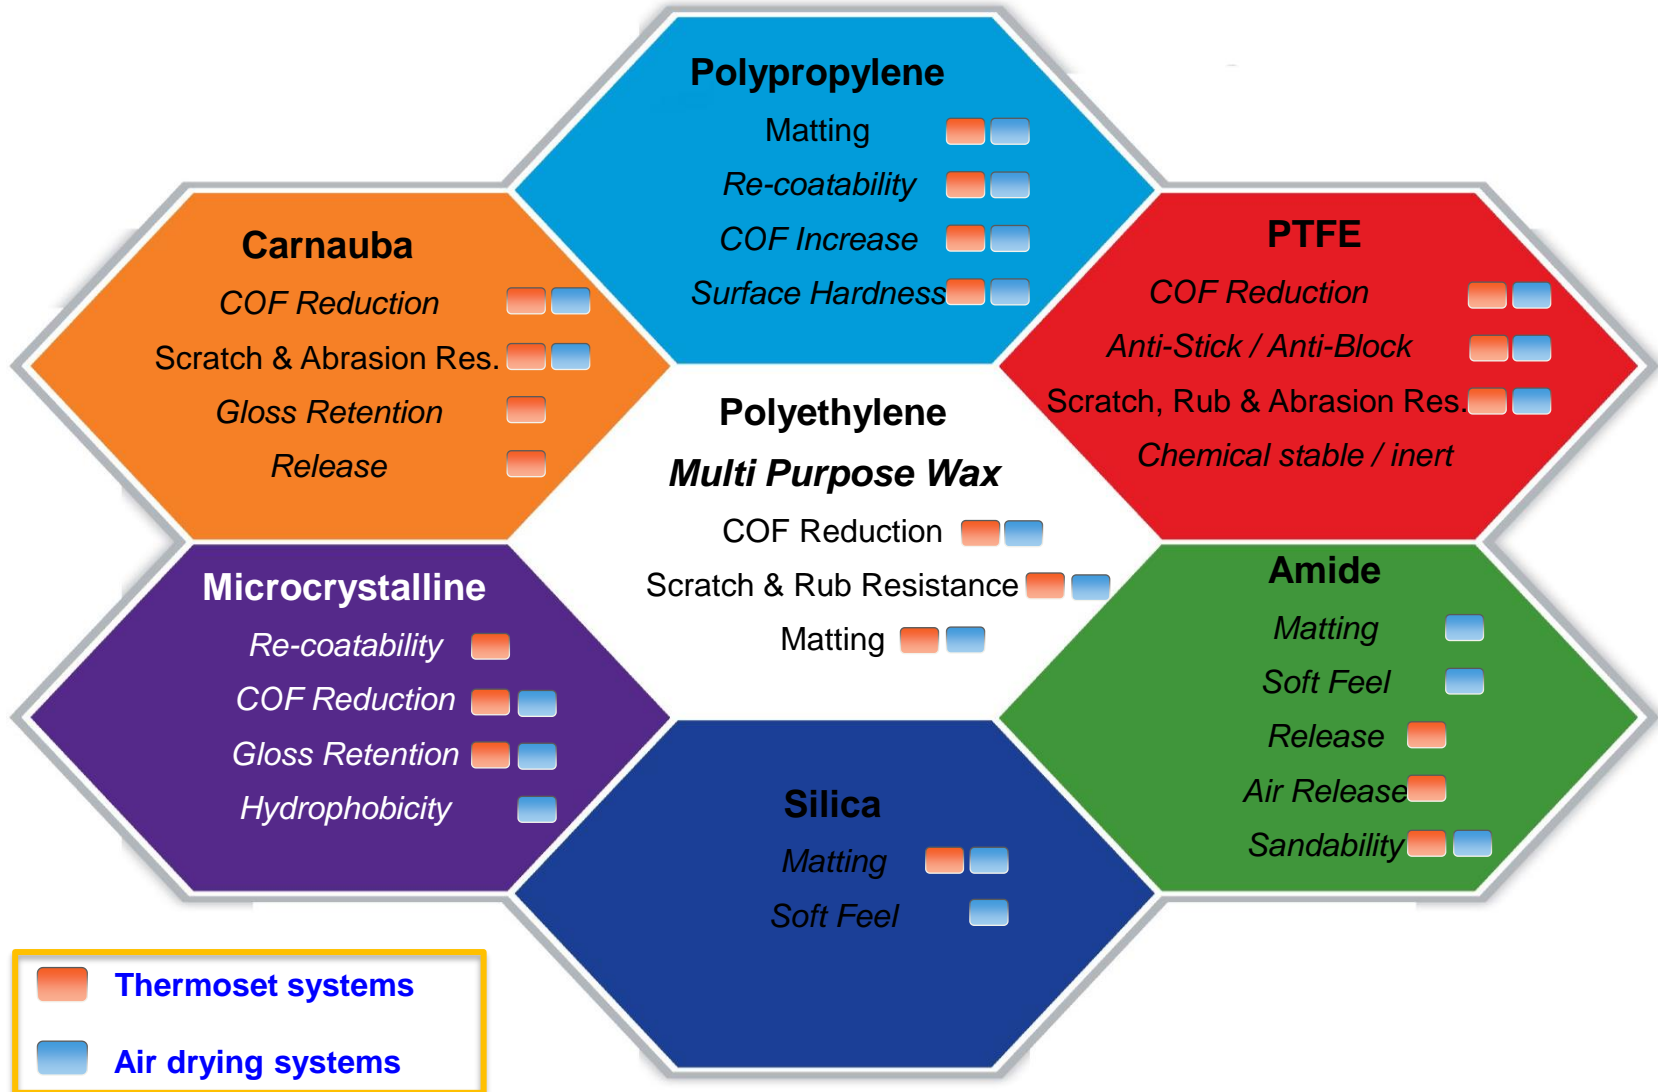 Polypropylene
Matting
Re-coatability
COF Increase
Surface Hardness
Carnauba
COF Reduction
Scratch & Abrasion Res.
Gloss Retention
Release
PTFE
COF Reduction
Anti-Stick / Anti-Block
Scratch, Rub & Abrasion Res.
Chemical stable / inert
Polyethylene
Multi Purpose Wax
COF Reduction
Scratch & Rub Resistance
Matting
Microcrystalline
Re-coatability
COF Reduction
Gloss Retention
Hydrophobicity
Amide
Matting
Soft Feel
Release
Air Release
Sandability
Silica
Matting
Soft Feel
Thermoset systems
Air drying systems